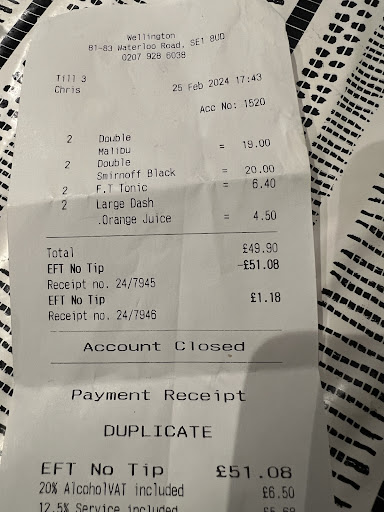 Wellington
81-83 Waterloo Road, SE1 8UD
0207 928 6038
Till 3
Chris
25 Feb 2024 17:43
Acc No: 1520
2 Double
Malibu = 19.00
2 Double
Smirnoff Black = 20.00
2 F.T Tonic = 6.40
2 Large Dash
.Orange Juice = 4.50
Total £49.90
EFT No Tip -£51.08
Receipt no. 24/7945
EFT No Tip £1.18
Receipt no. 24/7946
Account Closed
Payment Receipt
DUPLICATE
EFT No Tip £51.08
20% AlcoholVAT included £6.50
12.5% Service included £5.68